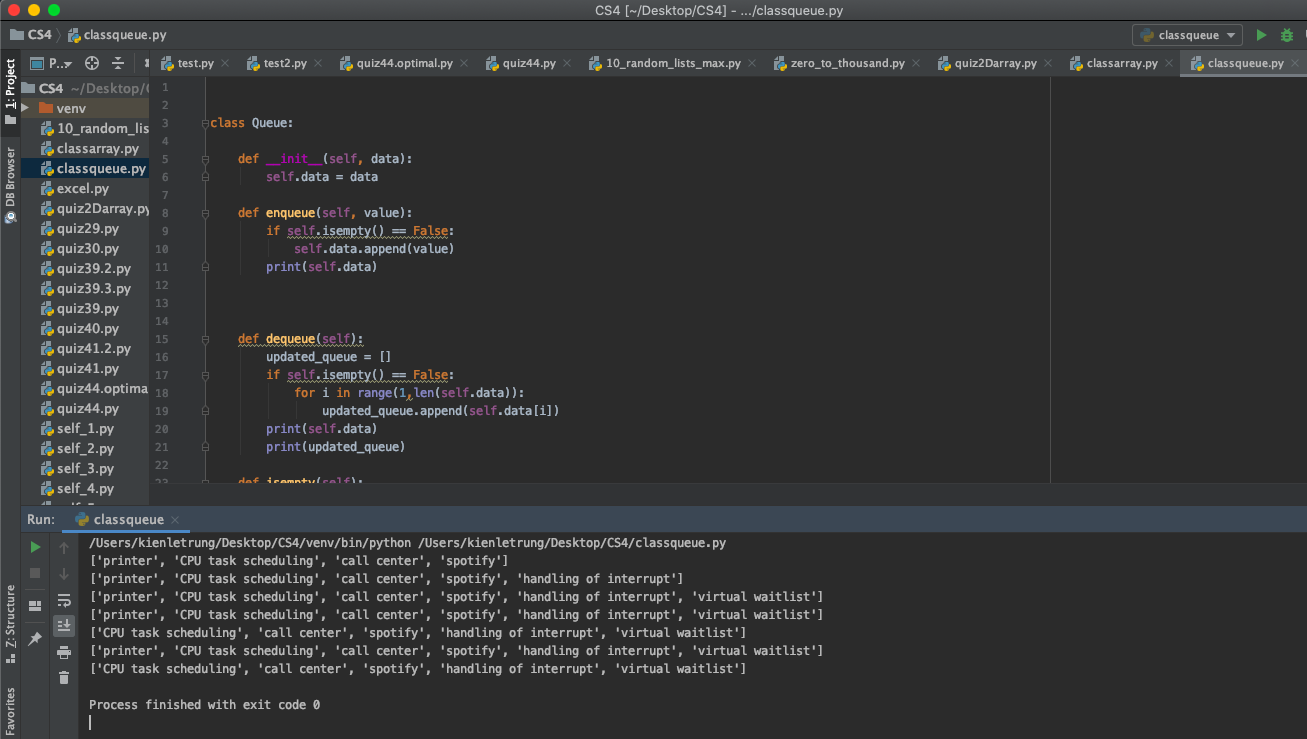 CS4 [~/Desktop/CS4] - .../classqueue.py
CS4 classqueue.py classqueue
1: Project
P... test.py test2.py quiz44.optimal.py quiz44.py 10_random_lists_max.py zero_to_thousand.py quiz2Darray.py classarray.py classqueue.py
CS4 ~/Desktop/
venv
10_random_lis
classarray.py
classqueue.py
excel.py
quiz2Darray.py
quiz29.py
quiz30.py
quiz39.2.py
quiz39.3.py
quiz39.py
quiz40.py
quiz41.2.py
quiz41.py
quiz44.optima
quiz44.py
self_1.py
self_2.py
self_3.py
self_4.py
DB Browser
1
2
3 class Queue:
4
5 def __init__(self, data):
6 self.data = data
7
8 def enqueue(self, value):
9 if self.isempty() == False:
10 self.data.append(value)
11 print(self.data)
12
13
14
15 def dequeue(self):
16 updated_queue = []
17 if self.isempty() == False:
18 for i in range(1,len(self.data)):
19 updated_queue.append(self.data[i])
20 print(self.data)
21 print(updated_queue)
22
23 def isempty(self):
Run: classqueue
/Users/kienletrung/Desktop/CS4/venv/bin/python /Users/kienletrung/Desktop/CS4/classqueue.py
['printer', 'CPU task scheduling', 'call center', 'spotify']
['printer', 'CPU task scheduling', 'call center', 'spotify', 'handling of interrupt']
['printer', 'CPU task scheduling', 'call center', 'spotify', 'handling of interrupt', 'virtual waitlist']
['printer', 'CPU task scheduling', 'call center', 'spotify', 'handling of interrupt', 'virtual waitlist']
['CPU task scheduling', 'call center', 'spotify', 'handling of interrupt', 'virtual waitlist']
['printer', 'CPU task scheduling', 'call center', 'spotify', 'handling of interrupt', 'virtual waitlist']
['CPU task scheduling', 'call center', 'spotify', 'handling of interrupt', 'virtual waitlist']
Process finished with exit code 0
Z: Structure
Favorites